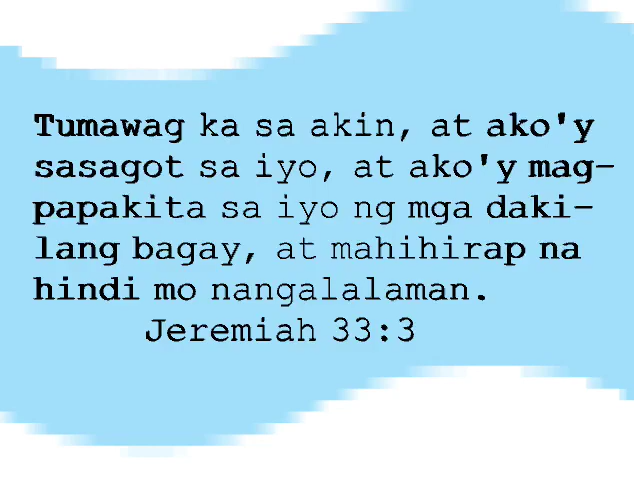 Tumawag ka sa akin, at ako'y
sasagot sa iyo, at ako'y mag-
papakita sa iyo ng mga daki-
lang bagay, at mahihirap na
hindi mo nangalalaman.
Jeremiah 33:3